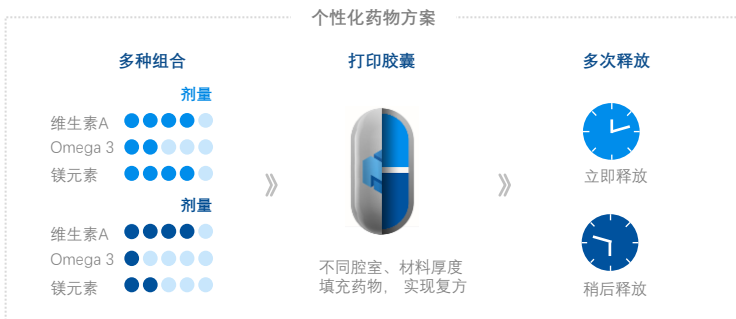 个性化药物方案
多种组合
剂量
维生素A
Omega 3
镁元素
剂量
维生素A
Omega 3
镁元素
打印胶囊
不同腔室、材料厚度
填充药物， 实现复方
多次释放
立即释放
稍后释放